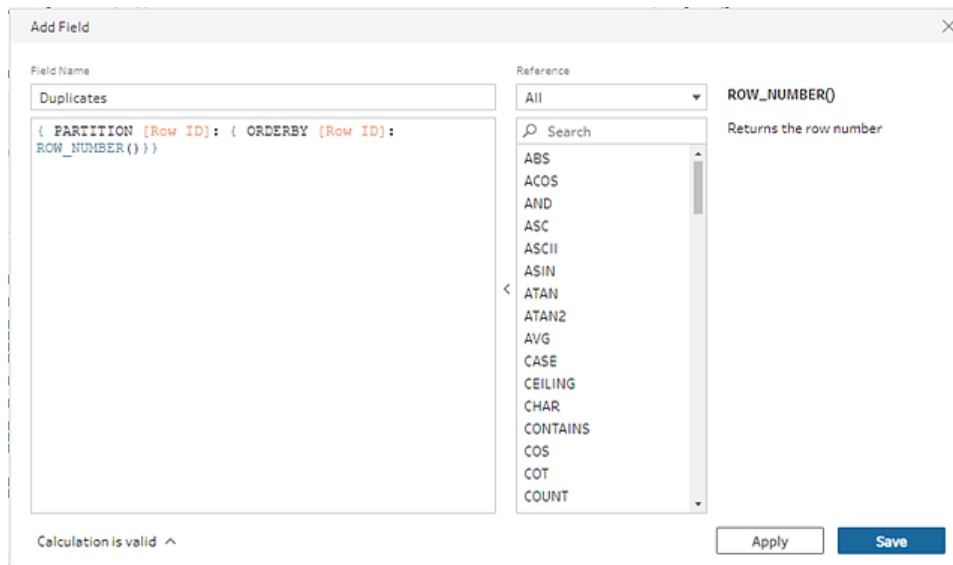 Add Field
Field Name
Duplicates
{ PARTITION [Row ID]: { ORDERBY [Row ID]:
ROW_NUMBER()}}
Reference
All
Search
ABS
ACOS
AND
ASC
ASCII
ASIN
ATAN
ATAN2
AVG
CASE
CEILING
CHAR
CONTAINS
COS
COT
COUNT
ROW_NUMBER()
Returns the row number
Calculation is valid
Apply
Save